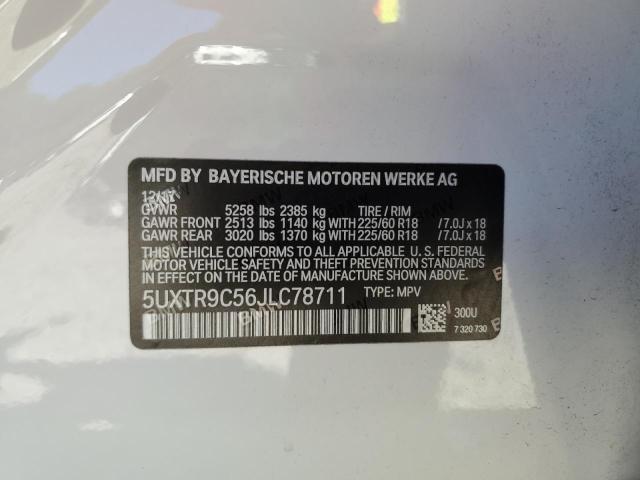 MFD BY BAYERISCHE MOTOREN WERKE AG
12/17
GVWR 5258 lbs 2385 kg TIRE / RIM
GAWR FRONT 2513 lbs 1140 kg WITH 225/60 R18 /7.0J x 18
GAWR REAR 3020 lbs 1370 kg WITH 225/60 R18 /7.0J x 18
THIS VEHICLE CONFORMS TO ALL APPLICABLE U. S. FEDERAL
MOTOR VEHICLE SAFETY, BUMPER, AND THEFT PREVENTION STANDARDS
IN EFFECT ON THE DATE OF MANUFACTURE SHOWN ABOVE.
5UXTR9C56JLC78711 TYPE: MPV
300U
7 320 730